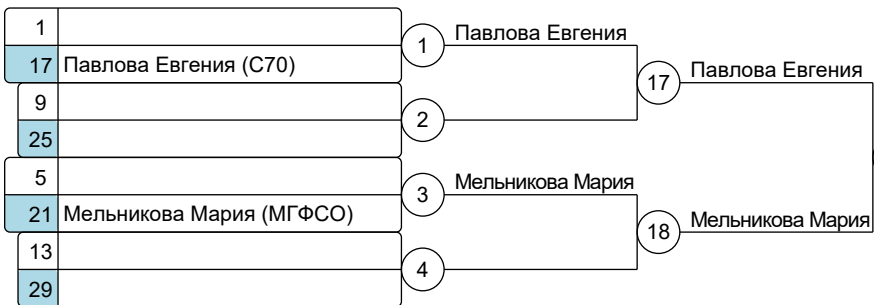 1
1 Павлова Евгения
17 Павлова Евгения (С70)
17 Павлова Евгения
9
2
25
5
3 Мельникова Мария
21 Мельникова Мария (МГФСО)
18 Мельникова Мария
13
4
29